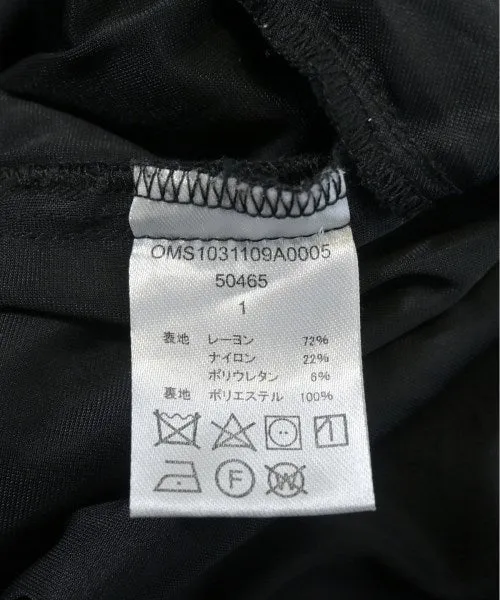 OMS1031109A0005
50465
1
表地 レーヨン 72%
ナイロン 22%
ポリウレタン 6%
裏地 ポリエステル 100%
F W